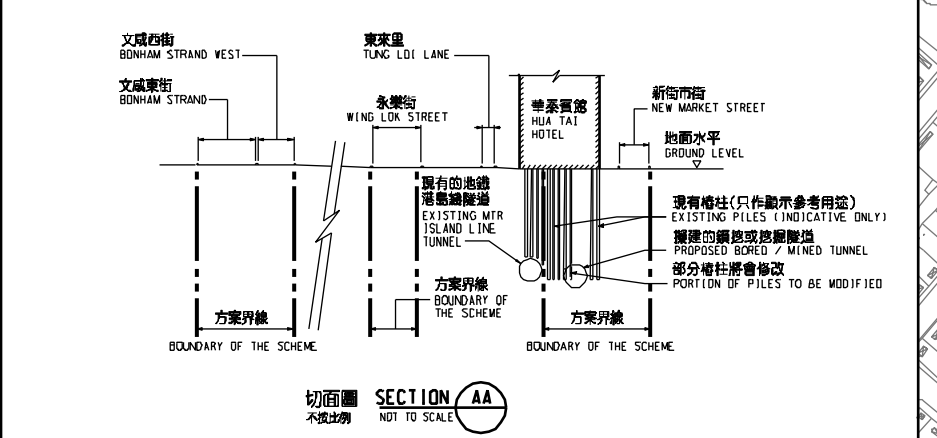 文咸西街
BONHAM STRAND WEST
文咸東街
BONHAM STRAND
永樂街
WING LOK STREET
東來里
TUNG LOI LANE
華泰賓館
HUA TAI
HOTEL
新街市街
NEW MARKET STREET
地面水平
GROUND LEVEL
現有的地鐵
港島綫隧道
EXISTING MTR
ISLAND LINE
TUNNEL
現有樁柱(只作顯示參考用途)
EXISTING PILES (INDICATIVE ONLY)
擬建的鑽挖或挖掘隧道
PROPOSED BORED / MINED TUNNEL
部分樁柱將會修改
PORTION OF PILES TO BE MODIFIED
方案界線
BOUNDARY OF THE SCHEME
方案界線
BOUNDARY OF
THE SCHEME
方案界線
BOUNDARY OF THE SCHEME
切面圖 SECTION AA
不按比例 NOT TO SCALE